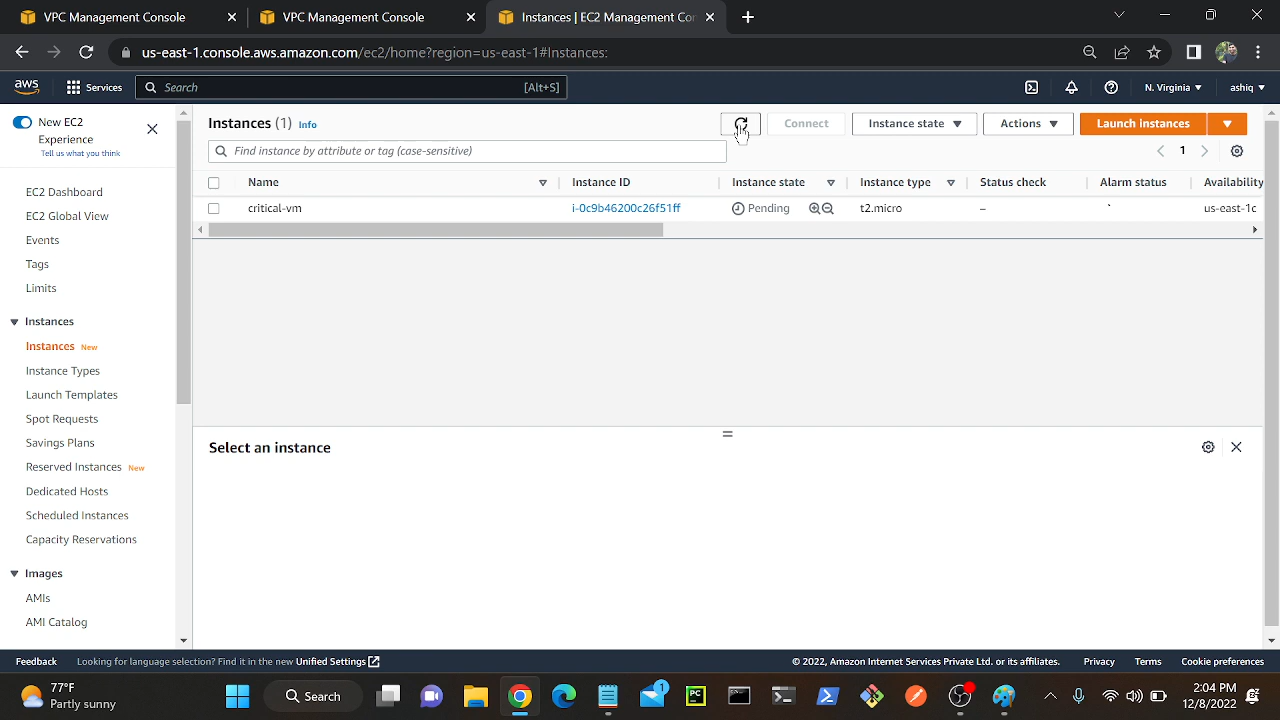 VPC Management Console
VPC Management Console
Instances | EC2 Management Con
us-east-1.console.aws.amazon.com/ec2/home?region=us-east-1#Instances:
aws
Services
Search
[Alt+S]
N. Virginia
ashiq
New EC2
Experience
Tell us what you think
EC2 Dashboard
EC2 Global View
Events
Tags
Limits
Instances
Instances New
Instance Types
Launch Templates
Spot Requests
Savings Plans
Reserved Instances New
Dedicated Hosts
Scheduled Instances
Capacity Reservations
Images
AMIs
AMI Catalog
Instances (1) Info
Connect
Instance state
Actions
Launch instances
Find instance by attribute or tag (case-sensitive)
1
Name
Instance ID
Instance state
Instance type
Status check
Alarm status
Availability
critical-vm
i-0c9b46200c26f51ff
Pending
t2.micro
–
us-east-1c
Select an instance
Feedback
Looking for language selection? Find it in the new Unified Settings
© 2022, Amazon Internet Services Private Ltd. or its affiliates.
Privacy
Terms
Cookie preferences
77°F
Partly sunny
Search
1
PC
2:04 PM
12/8/2022